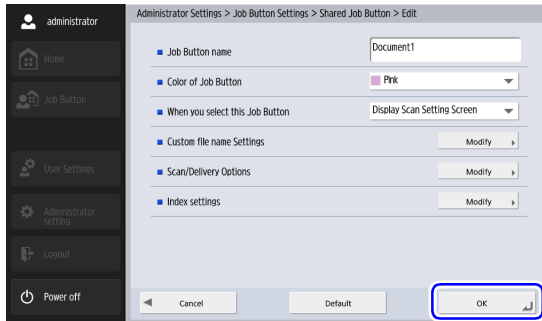 administrator
Administrator Settings > Job Button Settings > Shared Job Button > Edit
Home
Job Button
User Settings
Administrator
setting
Logout
Power off
Job Button name
Document1
Color of Job Button
Pink
When you select this Job Button
Display Scan Setting Screen
Custom file name Settings
Modify
Scan/Delivery Options
Modify
Index settings
Modify
Cancel
Default
OK